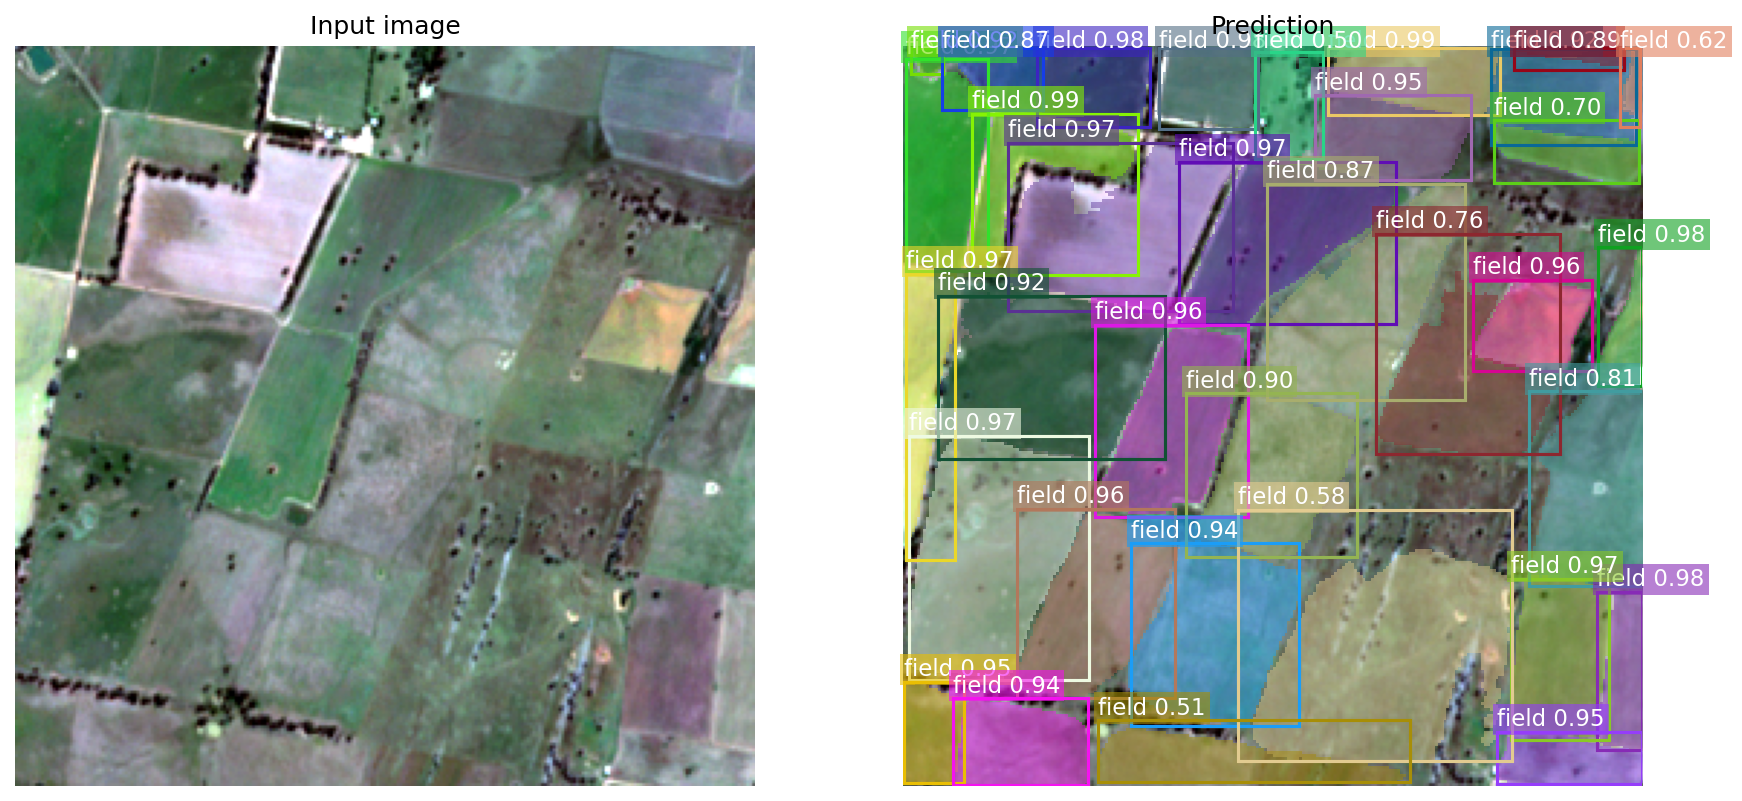 Input image
Prediction
field 0.87
field 0.98
field 0.50
0.99
field 0.89
field 0.62
field 0.95
field 0.99
field 0.70
field 0.97
field 0.97
field 0.87
field 0.76
field 0.98
field 0.97
field 0.96
field 0.92
field 0.96
field 0.81
field 0.90
field 0.97
field 0.96
field 0.58
field 0.94
field 0.97
field 0.98
field 0.95
field 0.94
field 0.51
field 0.95